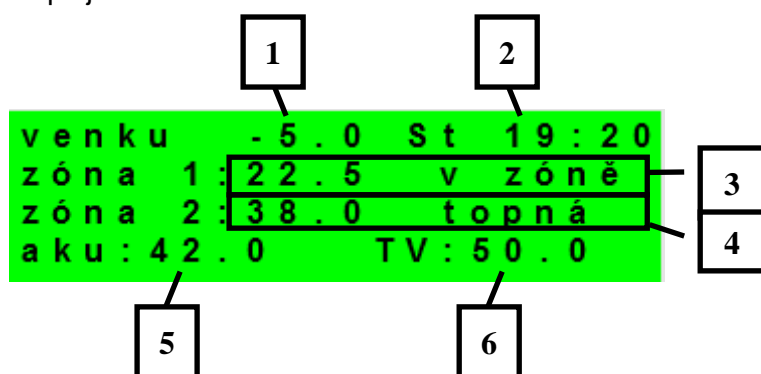 1 2
venku -5.0 St 19:20
zóna 1:22.5 v zóně
3
zóna 2:38.0 topná
4
aku:42.0 TV:50.0
5 6